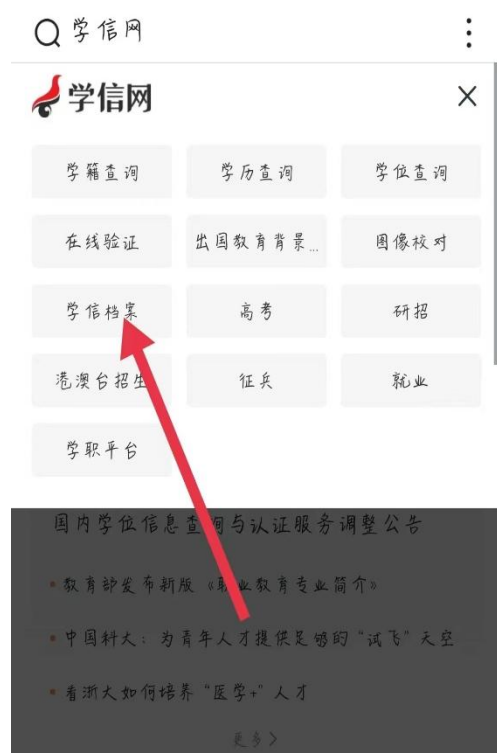 学信网
学信网
学籍查询 学历查询 学位查询
在线验证 出国教育背景... 图像校对
学信档案 高考 研招
港澳台招生 征兵 就业
学职平台
国内学位信息查询与认证服务调整公告
教育部发布新版《职业教育专业简介》
中国科大：为青年人才提供足够的“试飞”天空
看浙大如何培养“医学+”人才
更多>